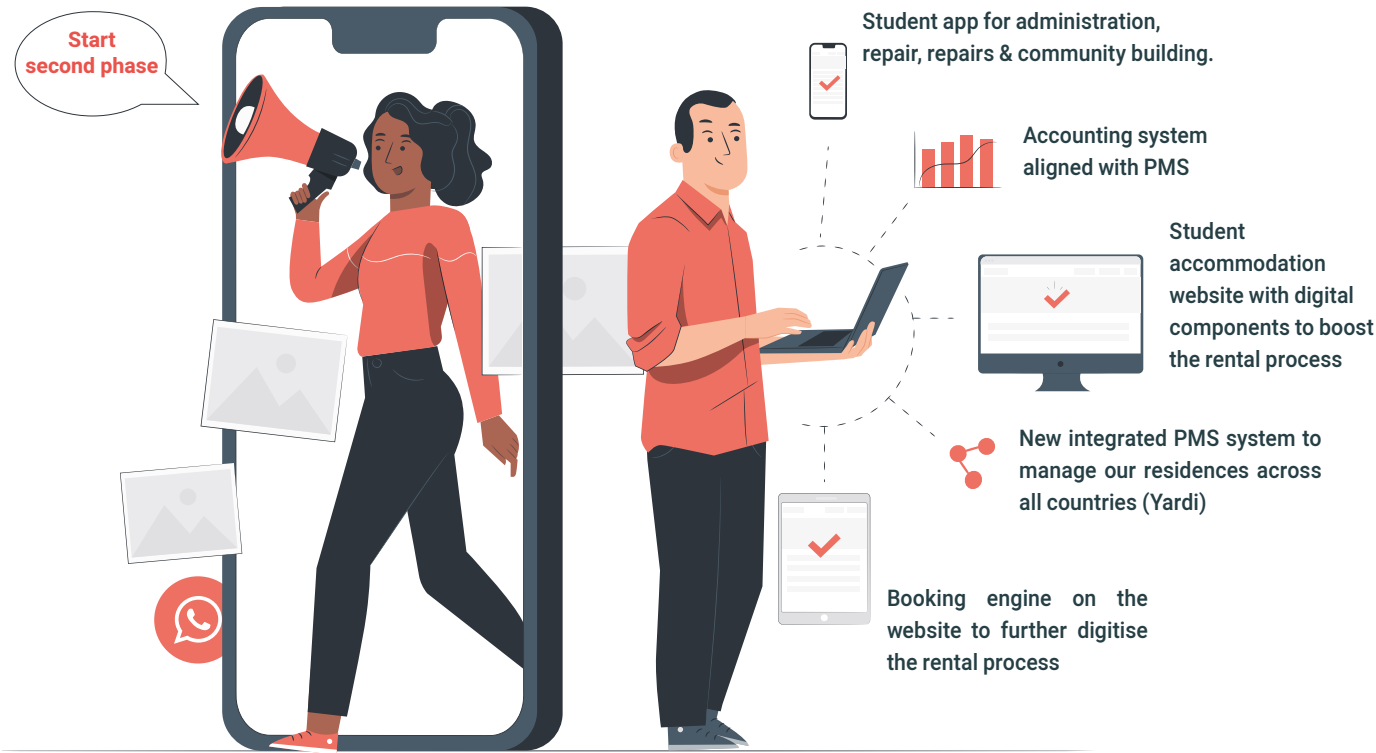 Start
second phase
Student app for administration,
repair, repairs & community building.
Accounting system
aligned with PMS
Student
accommodation
website with digital
components to boost
the rental process
New integrated PMS system to
manage our residences across
all countries (Yardi)
Booking engine on the
website to further digitise
the rental process